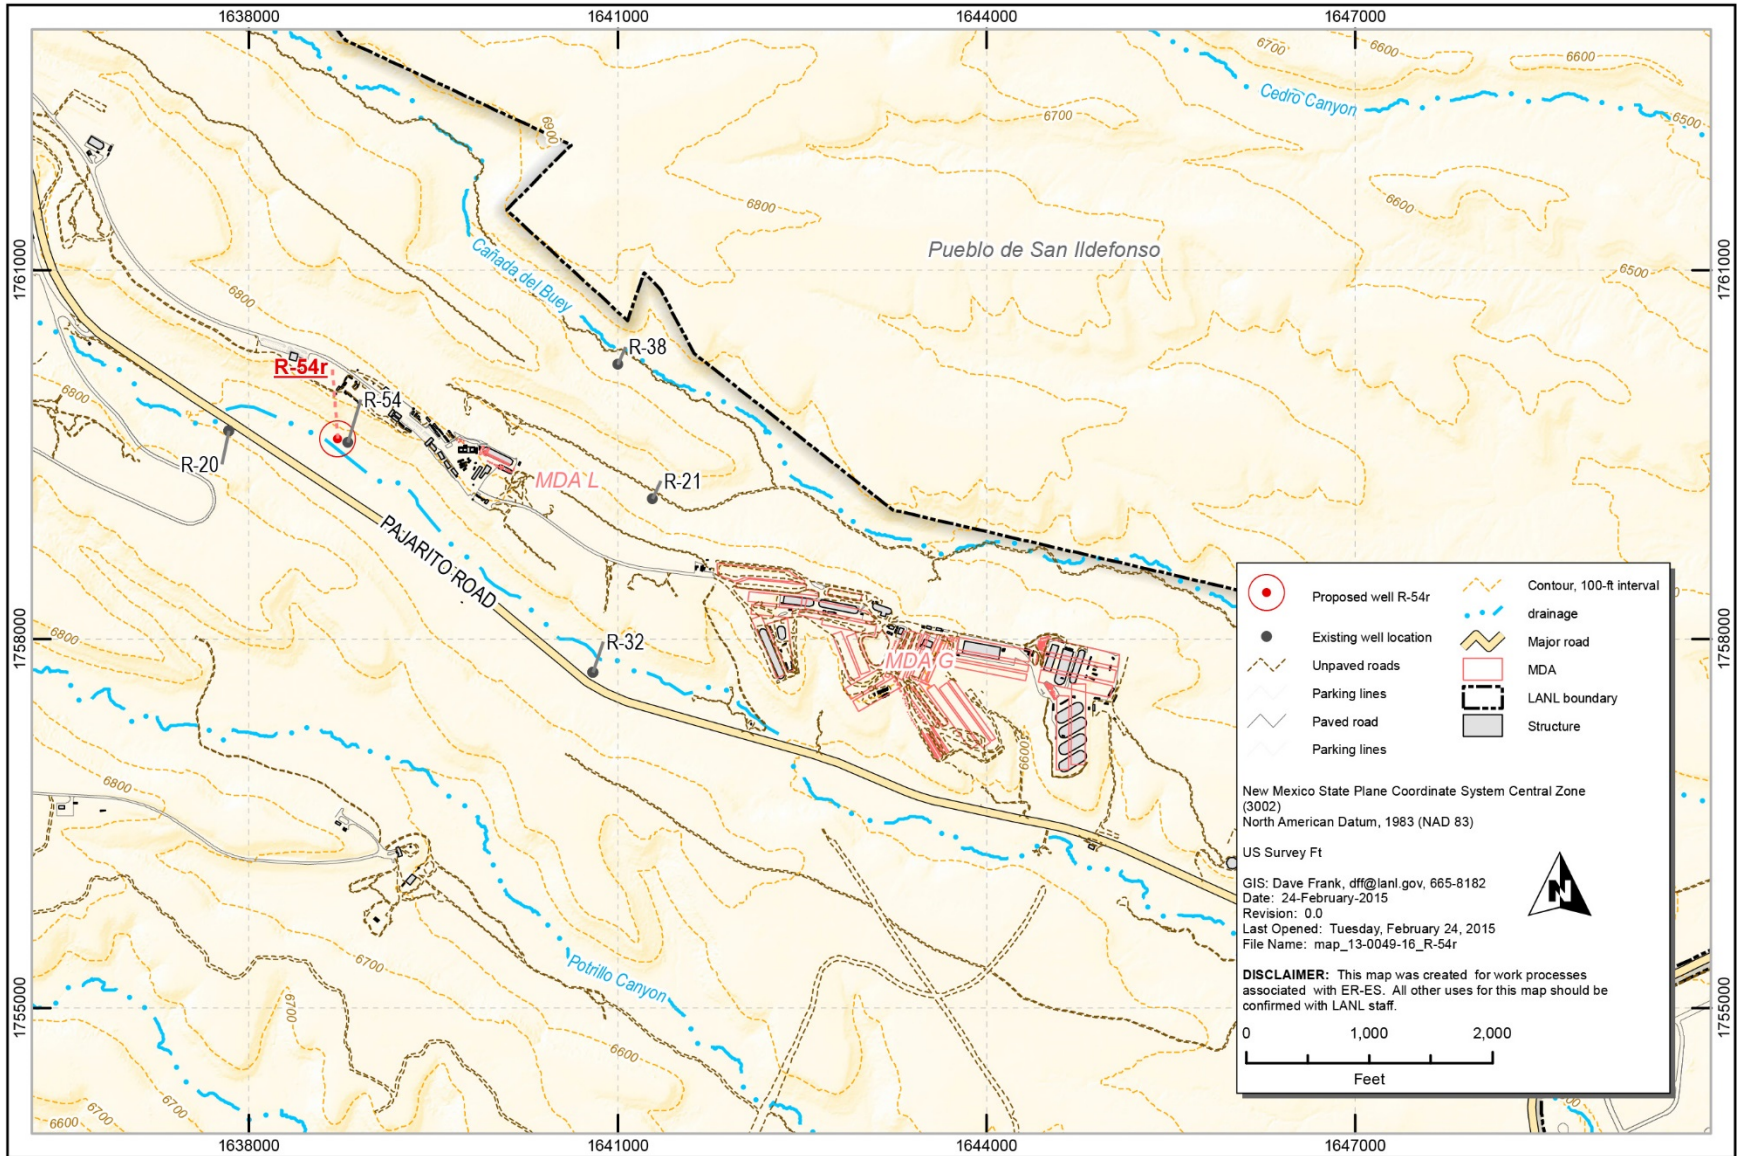 1638000
1641000
1644000
1647000
6700
6600
6600
Cedro Canyon
6500
6900
6700
6800
6600
Cañada del Buey
Pueblo de San Ildefonso
6500
1761000
1761000
6800
R-38
R-54r
6800
R-54
R-20
MDA L
R-21
PAJARITO ROAD
1758000
1758000
6800
R-32
MDA G
6600
6800
6700
6700
Potrillo Canyon
6600
1755000
1755000
6600
6700
6700
1638000
1641000
1644000
1647000
Proposed well R-54r
Existing well location
Unpaved roads
Parking lines
Paved road
Parking lines
Contour, 100-ft interval
drainage
Major road
MDA
LANL boundary
Structure
New Mexico State Plane Coordinate System Central Zone
(3002)
North American Datum, 1983 (NAD 83)
US Survey Ft
GIS: Dave Frank, dff@lanl.gov, 665-8182
Date: 24-February-2015
Revision: 0.0
Last Opened: Tuesday, February 24, 2015
File Name: map_13-0049-16_R-54r
N
DISCLAIMER: This map was created for work processes
associated with ER-ES. All other uses for this map should be
confirmed with LANL staff.
0 1,000 2,000
Feet